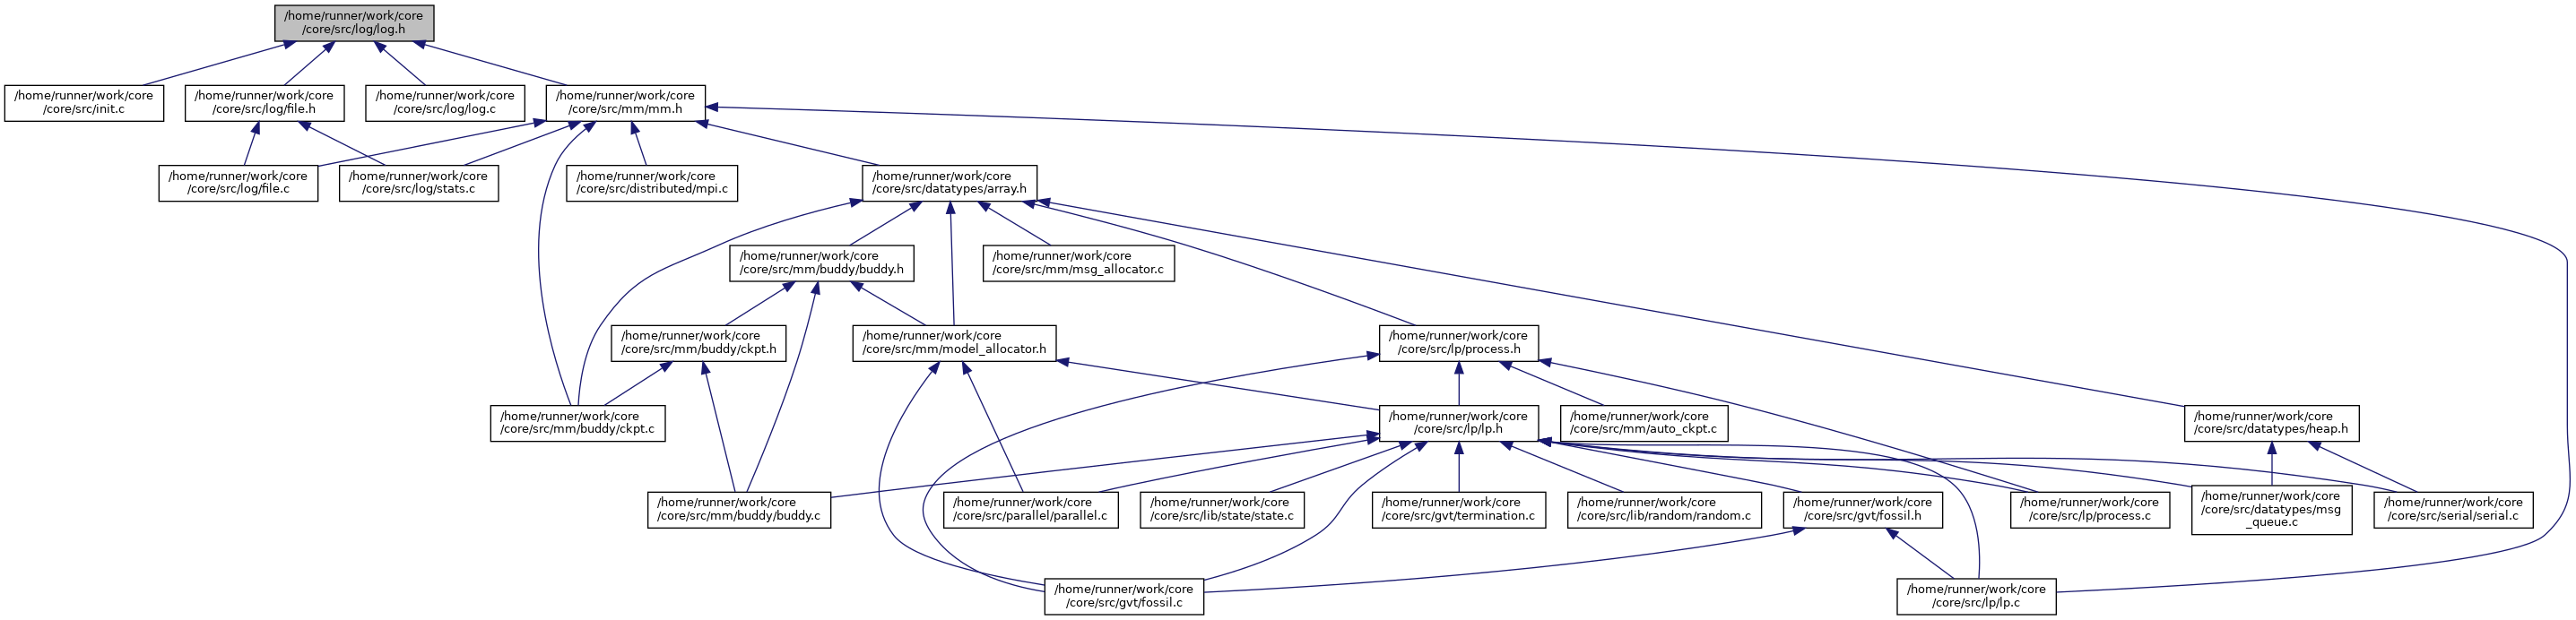 /home/runner/work/core
/core/src/log/log.h
/home/runner/work/core
/core/src/init.c
/home/runner/work/core
/core/src/log/file.h
/home/runner/work/core
/core/src/log/log.c
/home/runner/work/core
/core/src/mm/mm.h
/home/runner/work/core
/core/src/log/file.c
/home/runner/work/core
/core/src/log/stats.c
/home/runner/work/core
/core/src/distributed/mpi.c
/home/runner/work/core
/core/src/datatypes/array.h
/home/runner/work/core
/core/src/mm/buddy/buddy.h
/home/runner/work/core
/core/src/mm/msg_allocator.c
/home/runner/work/core
/core/src/mm/buddy/ckpt.h
/home/runner/work/core
/core/src/mm/model_allocator.h
/home/runner/work/core
/core/src/lp/process.h
/home/runner/work/core
/core/src/mm/buddy/ckpt.c
/home/runner/work/core
/core/src/lp/lp.h
/home/runner/work/core
/core/src/mm/auto_ckpt.c
/home/runner/work/core
/core/src/datatypes/heap.h
/home/runner/work/core
/core/src/mm/buddy/buddy.c
/home/runner/work/core
/core/src/parallel/parallel.c
/home/runner/work/core
/core/src/lib/state/state.c
/home/runner/work/core
/core/src/gvt/termination.c
/home/runner/work/core
/core/src/lib/random/random.c
/home/runner/work/core
/core/src/gvt/fossil.h
/home/runner/work/core
/core/src/lp/process.c
/home/runner/work/core
/core/src/datatypes/msg
_queue.c
/home/runner/work/core
/core/src/serial/serial.c
/home/runner/work/core
/core/src/gvt/fossil.c
/home/runner/work/core
/core/src/lp/lp.c